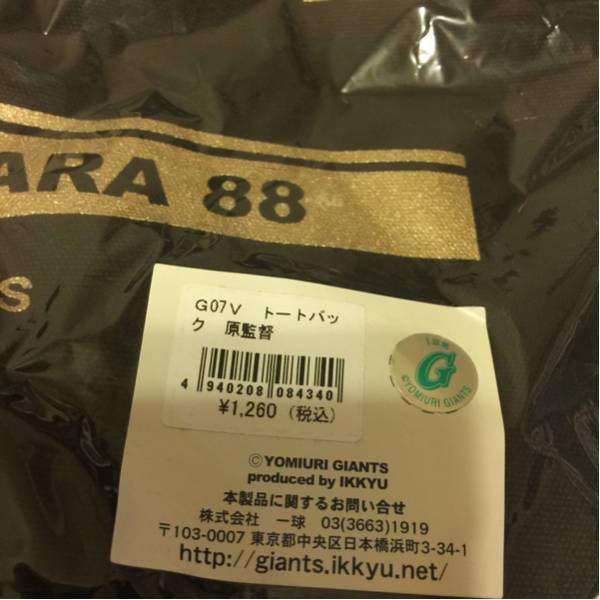 ARA 88
S
G07V トートバッ
ク 原監督
4 940208 084340
¥1,260 (税込)
G
©YOMIURI GIANTS
©YOMIURI GIANTS
produced by IKKYU
本製品に関するお問い合せ
株式会社 一球 03(3663)1919
〒103-0007 東京都中央区日本橋浜町3-34-1
http://giants.ikkyu.net/